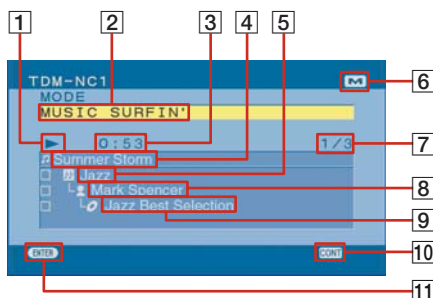 1 2 3 4 5
TDM-NC1 M 6
MODE
MUSIC SURFIN'
0:53 1/3 7
Summer Storm
Jazz
Mark Spencer 8
Jazz Best Selection 9
ENTER CONT 10
11